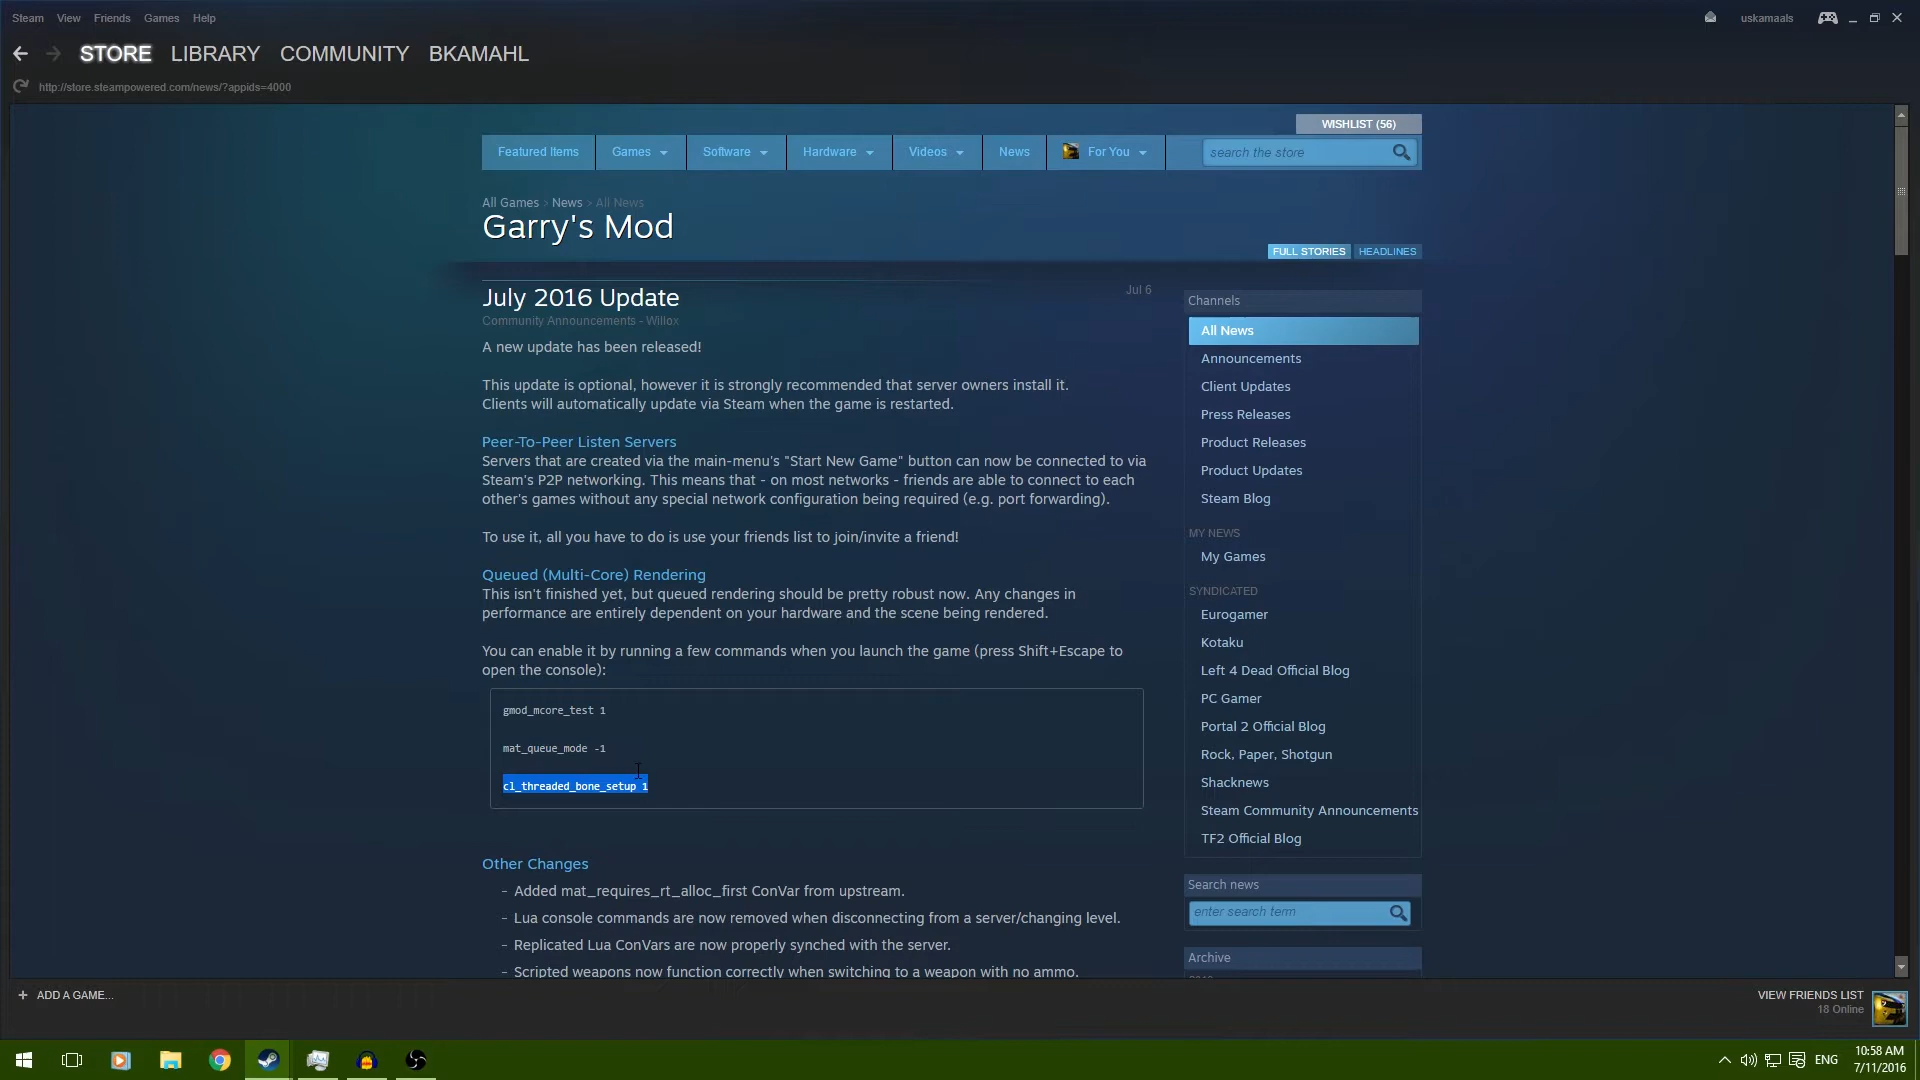 Steam View Friends Games Help
uskamaals
STORE LIBRARY COMMUNITY BKAMAHL
http://store.steampowered.com/news/?appids=4000
WISHLIST (56)
Featured Items Games Software Hardware Videos News For You search the store
All Games > News > All News
Garry's Mod
FULL STORIES HEADLINES
July 2016 Update
Jul 6
Community Announcements - Willox
A new update has been released!
This update is optional, however it is strongly recommended that server owners install it.
Clients will automatically update via Steam when the game is restarted.
Peer-To-Peer Listen Servers
Servers that are created via the main-menu's "Start New Game" button can now be connected to via
Steam's P2P networking. This means that - on most networks - friends are able to connect to each
other's games without any special network configuration being required (e.g. port forwarding).
To use it, all you have to do is use your friends list to join/invite a friend!
Queued (Multi-Core) Rendering
This isn't finished yet, but queued rendering should be pretty robust now. Any changes in
performance are entirely dependent on your hardware and the scene being rendered.
You can enable it by running a few commands when you launch the game (press Shift+Escape to
open the console):
gmod_mcore_test 1
mat_queue_mode -1
cl_threaded_bone_setup 1
Other Changes
- Added mat_requires_rt_alloc_first ConVar from upstream.
- Lua console commands are now removed when disconnecting from a server/changing level.
- Replicated Lua ConVars are now properly synched with the server.
- Scripted weapons now function correctly when switching to a weapon with no ammo.
Channels
All News
Announcements
Client Updates
Press Releases
Product Releases
Product Updates
Steam Blog
MY NEWS
My Games
SYNDICATED
Eurogamer
Kotaku
Left 4 Dead Official Blog
PC Gamer
Portal 2 Official Blog
Rock, Paper, Shotgun
Shacknews
Steam Community Announcements
TF2 Official Blog
Search news
enter search term
Archive
+ ADD A GAME...
VIEW FRIENDS LIST
18 Online
ENG
10:58 AM
7/11/2016